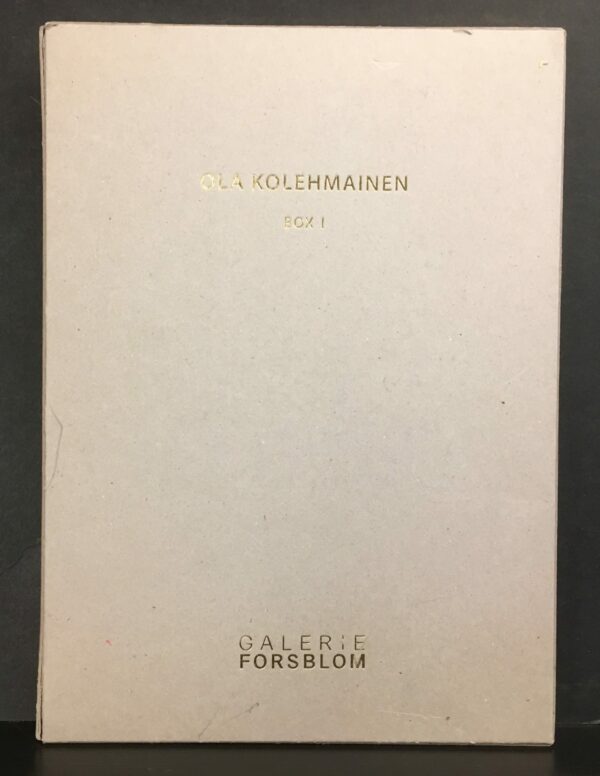 OLA KOLEHMAINEN
BOX I
GALERIE
FORSBLOM